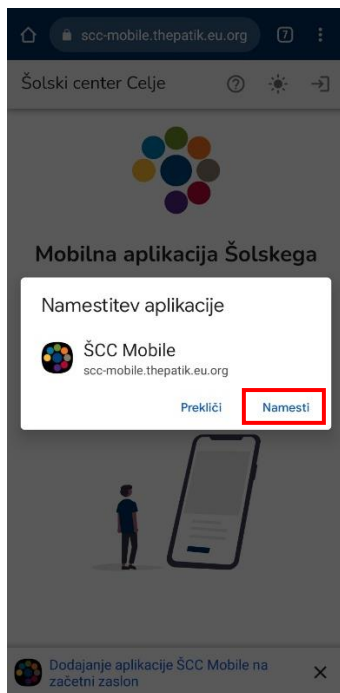 scc-mobile.thepatik.eu.org
7
Šolski center Celje
Mobilna aplikacija Šolskega
Namestitev aplikacije
ŠCC Mobile
scc-mobile.thepatik.eu.org
Prekliči
Namesti
Dodajanje aplikacije ŠCC Mobile na
začetni zaslon